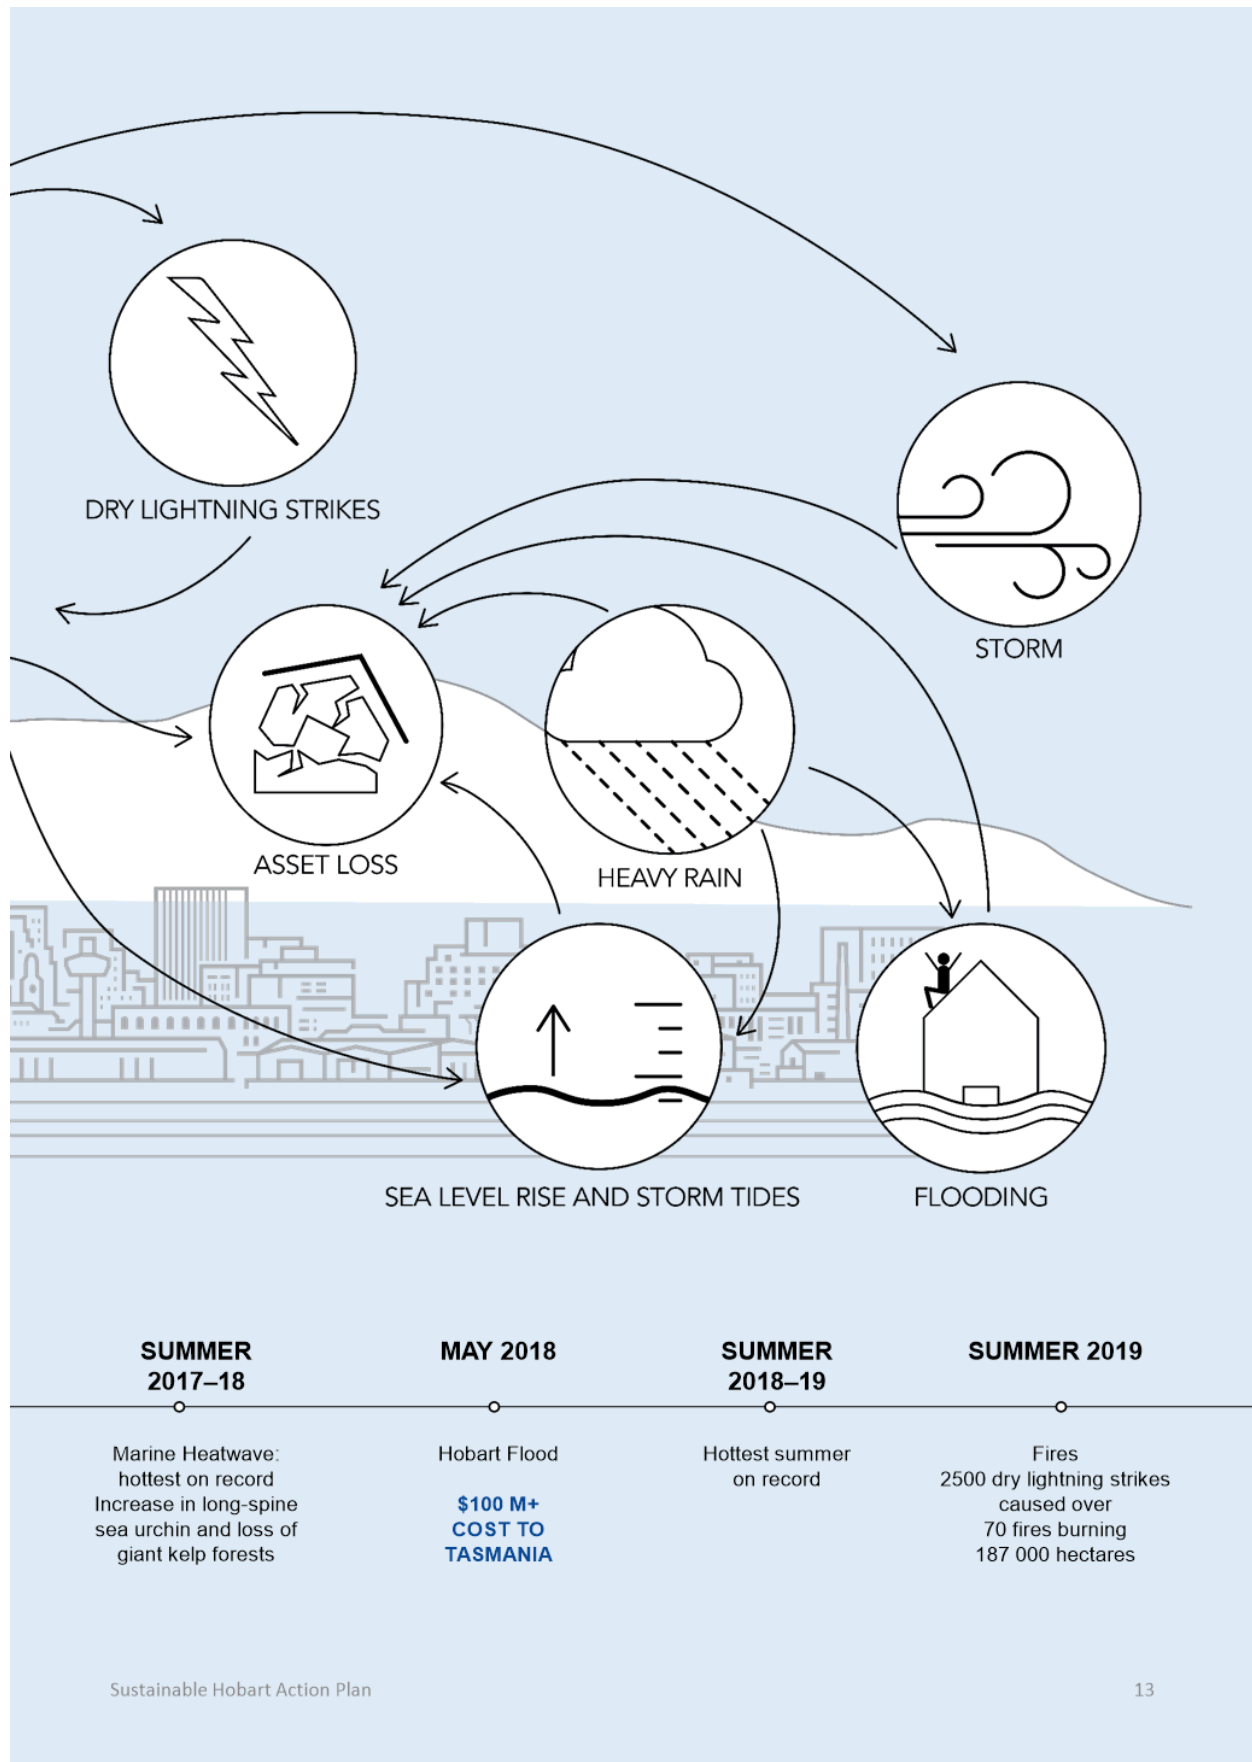 DRY LIGHTNING STRIKES
STORM
ASSET LOSS
HEAVY RAIN
SEA LEVEL RISE AND STORM TIDES
FLOODING
SUMMER
2017–18
Marine Heatwave:
hottest on record
Increase in long-spine
sea urchin and loss of
giant kelp forests
MAY 2018
Hobart Flood
$100 M+
COST TO
TASMANIA
SUMMER
2018–19
Hottest summer
on record
SUMMER 2019
Fires
2500 dry lightning strikes
caused over
70 fires burning
187 000 hectares
Sustainable Hobart Action Plan
13